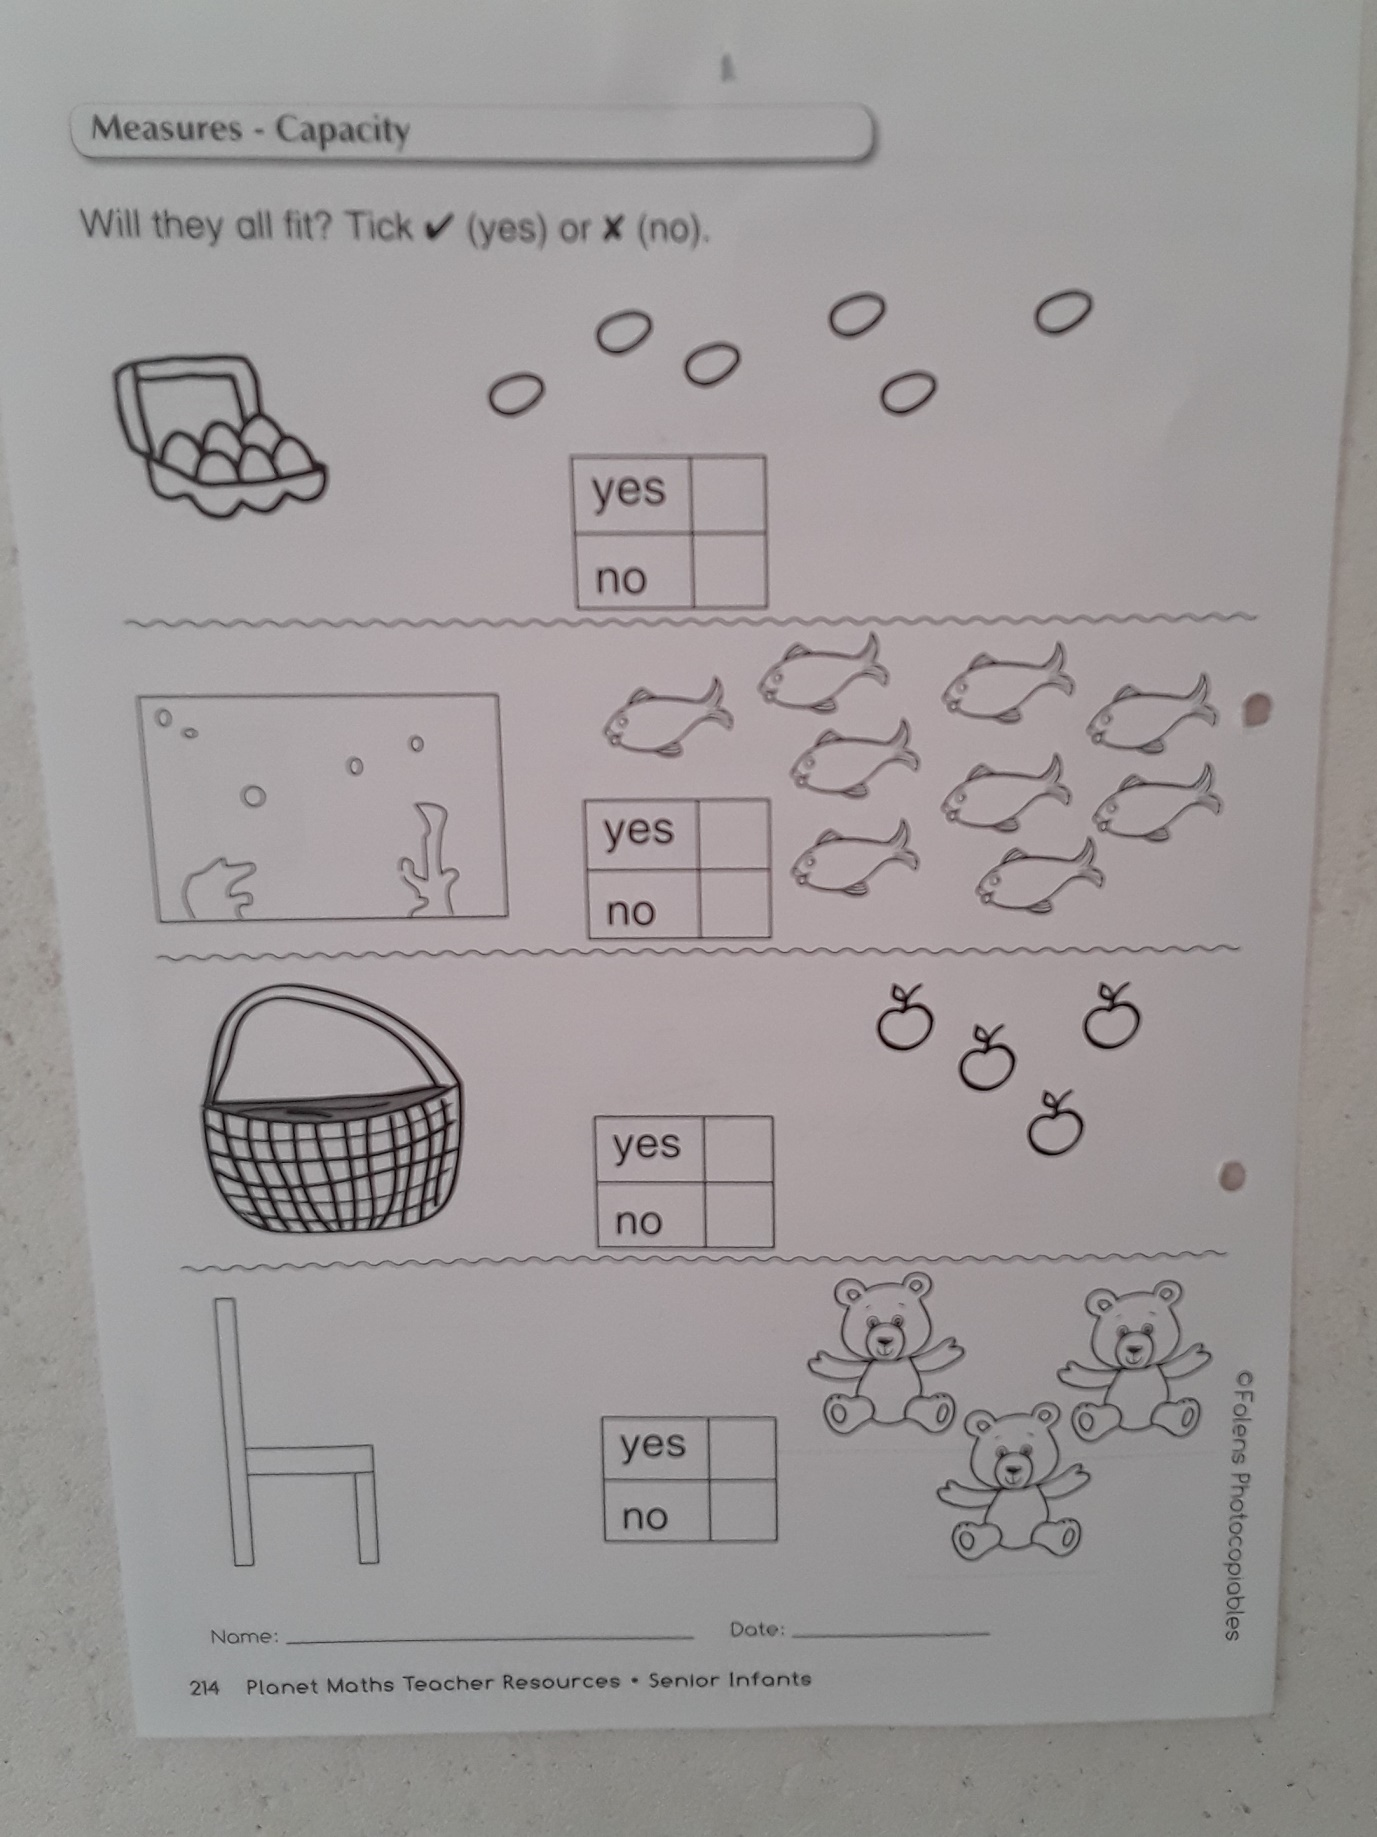 Measures - Capacity
Will they all fit? Tick ✔ (yes) or ✘ (no).
yes
no
yes
no
yes
no
yes
no
©Folens Photocopiables
Name: Date:
214 Planet Maths Teacher Resources • Senior Infants